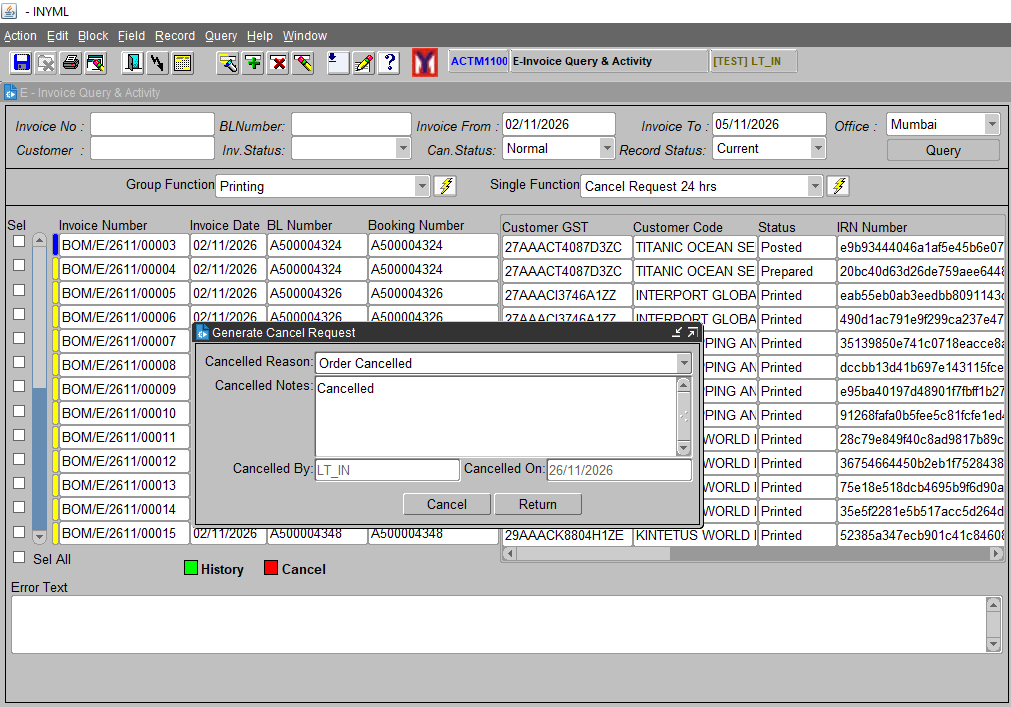 - INYML
Action Edit Block Field Record Query Help Window
ACTM1100 E-Invoice Query & Activity [TEST] LT_IN
E - Invoice Query & Activity
Invoice No : BLNumber: Invoice From : 02/11/2026 Invoice To : 05/11/2026 Office : Mumbai
Customer : Inv.Status: Can.Status: Normal Record Status: Current Query
Group Function Printing Single Function Cancel Request 24 hrs
Sel Invoice Number Invoice Date BL Number Booking Number Customer GST Customer Code Status IRN Number
BOM/E/2611/00003 02/11/2026 A500004324 A500004324 27AAACT4087D3ZC TITANIC OCEAN SE Posted e9b93444046a1af5e45b6e07
BOM/E/2611/00004 02/11/2026 A500004324 A500004324 27AAACT4087D3ZC TITANIC OCEAN SE Prepared 20bc40d63d26de759aee6448
BOM/E/2611/00005 02/11/2026 A500004326 A500004326 27AAACI3746A1ZZ INTERPORT GLOBA Printed eab55eb0ab3eedbb8091143c
BOM/E/2611/00006 02/11/2026 A500004326 A500004326 27AAACI3746A1ZZ INTERPORT GLOBA Printed 490d1ac791e9f299ca237e47
Generate Cancel Request
BOM/E/2611/00007 PPING AN Printed 35139850e741c0718eacce8a
Cancelled Reason: Order Cancelled
BOM/E/2611/00008 PPING AN Printed dccbb13d41b697e143115fce
Cancelled Notes: Cancelled
BOM/E/2611/00009 PPING AN Printed e95ba40197d48901f7fbff1b27
BOM/E/2611/00010 PPING AN Printed 91268fafa0b5fee5c81fcfe1ed4
BOM/E/2611/00011 WORLD I Printed 28c79e849f40c8ad9817b89c
BOM/E/2611/00012 WORLD I Printed 36754664450b2eb1f7528438
Cancelled By: LT_IN Cancelled On: 26/11/2026
BOM/E/2611/00013 WORLD I Printed 75e18e518dcb4695b9f6d90a
BOM/E/2611/00014 WORLD I Printed 35e5f2281e5b517acc5d264d
Cancel Return
BOM/E/2611/00015 02/11/2026 A500004348 A500004348 29AAACK8804H1ZE KINTETUS WORLD I Printed 52385a347ecb901c41c84608
Sel All
History Cancel
Error Text